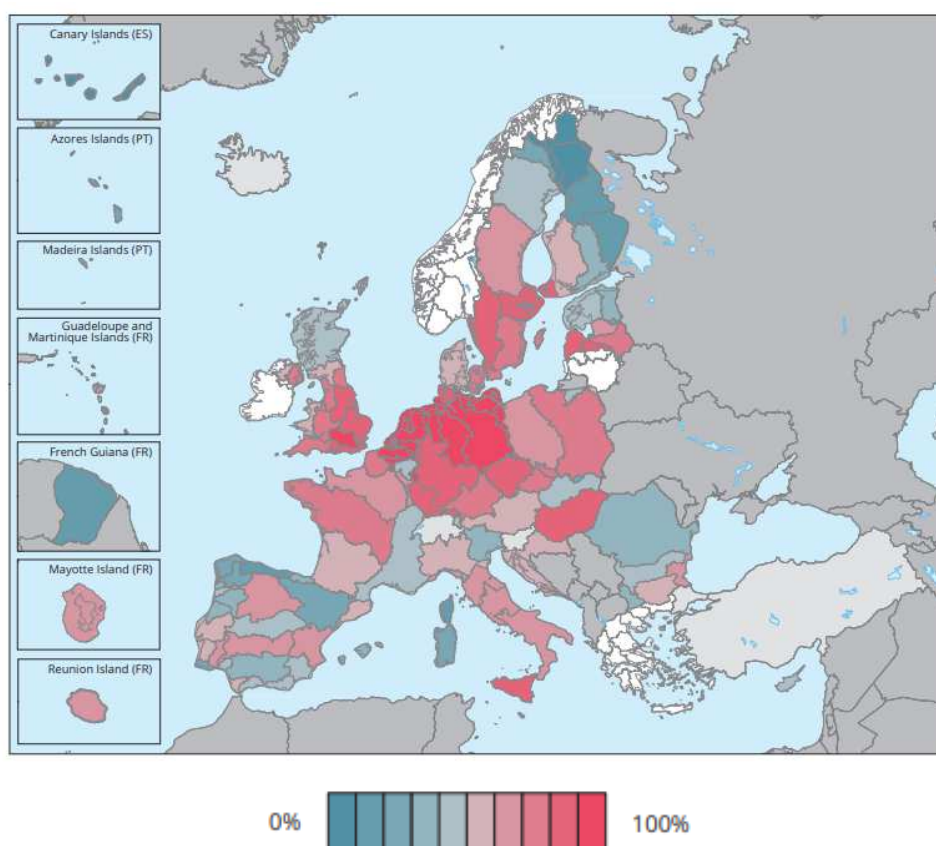 Canary Islands (ES)
Azores Islands (PT)
Madeira Islands (PT)
Guadeloupe and
Martinique Islands (FR)
French Guiana (FR)
Mayotte Island (FR)
Reunion Island (FR)
0%
100%